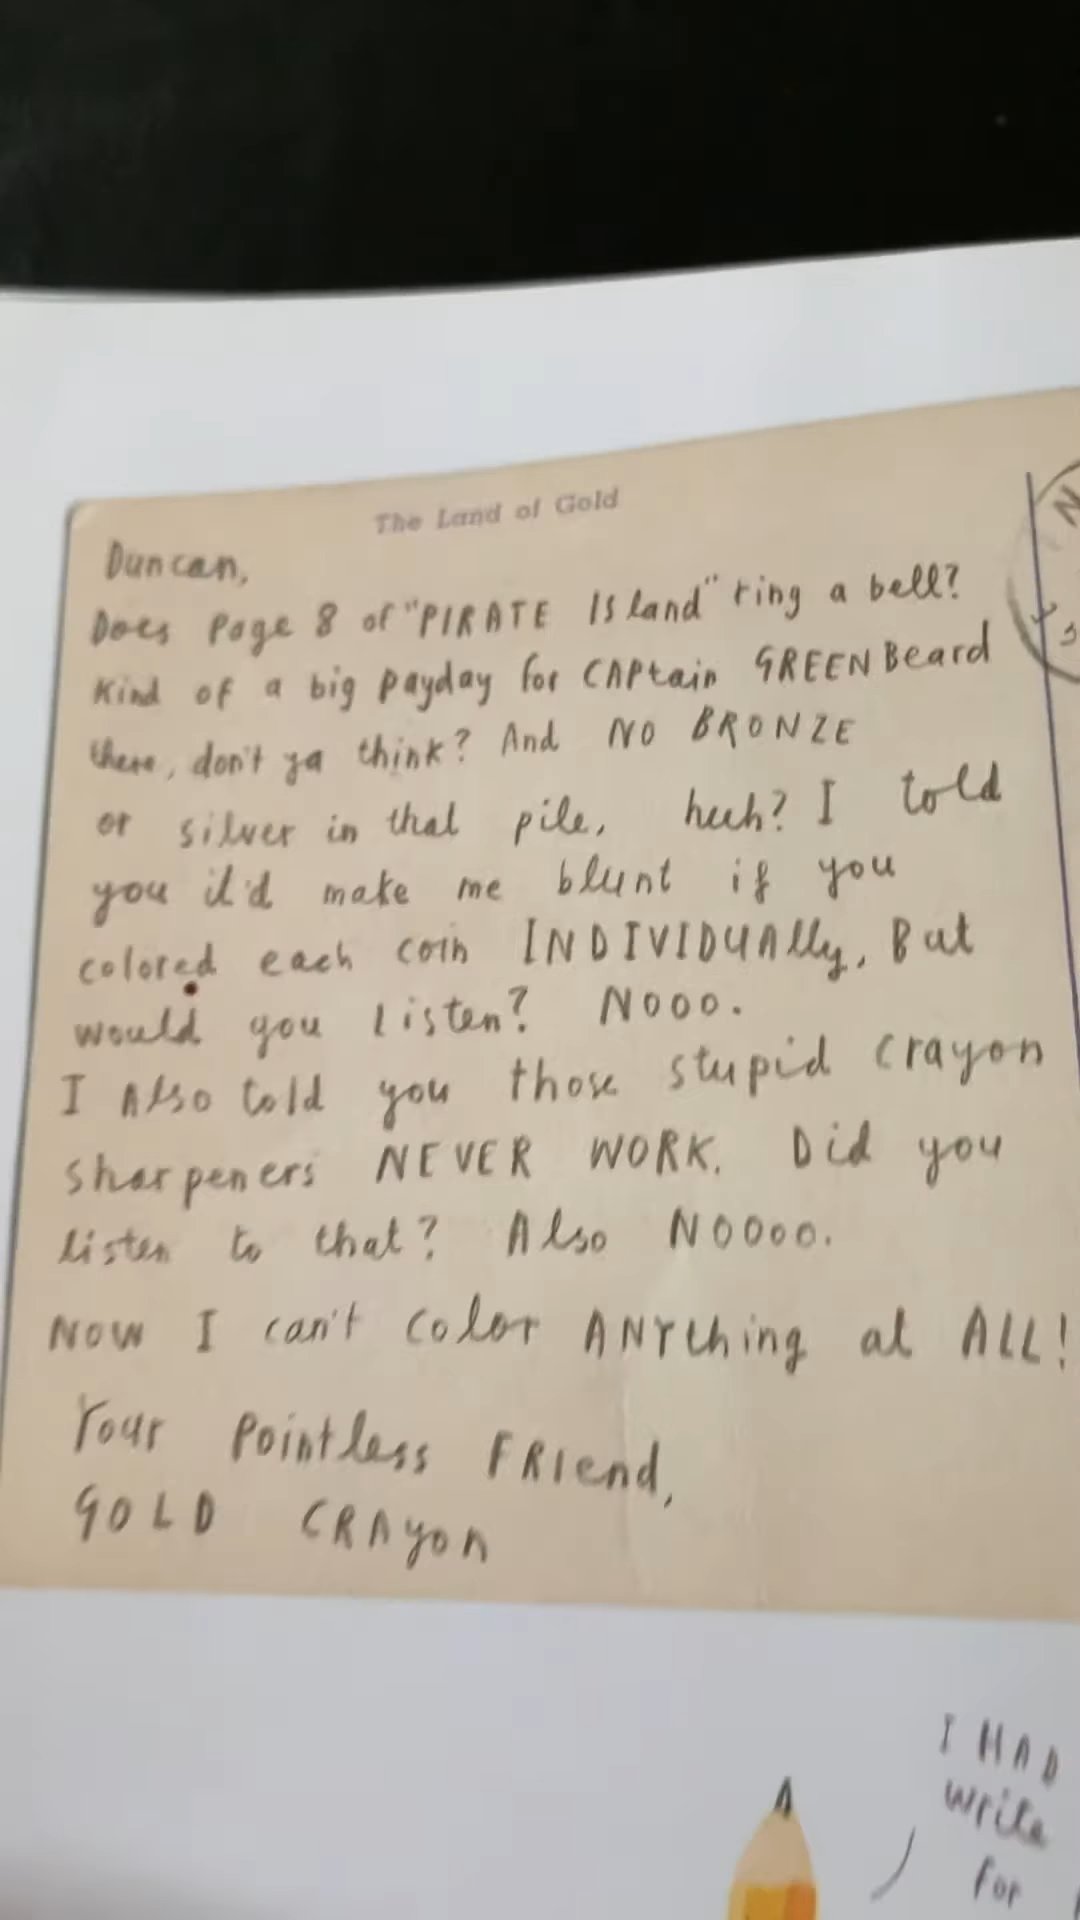 The Land of Gold
Duncan,
Does page 8 of "PIRATE Island" ring a bell?
Kind of a big payday for CAPtain GREENBeard
there, don't ya think? And NO BRONZE
or silver in that pile, huh? I told
you it'd make me blunt if you
colored each coin INDIVIDUAlly, But
would you listen? Nooo.
I Also told you those stupid crayon
sharpeners NEVER WORK. Did you
listen to that? Also Noooo.
NOW I can't color ANYthing at ALL!
Your Pointless FRIend,
GOLD CRAyon
I HAD
write
for